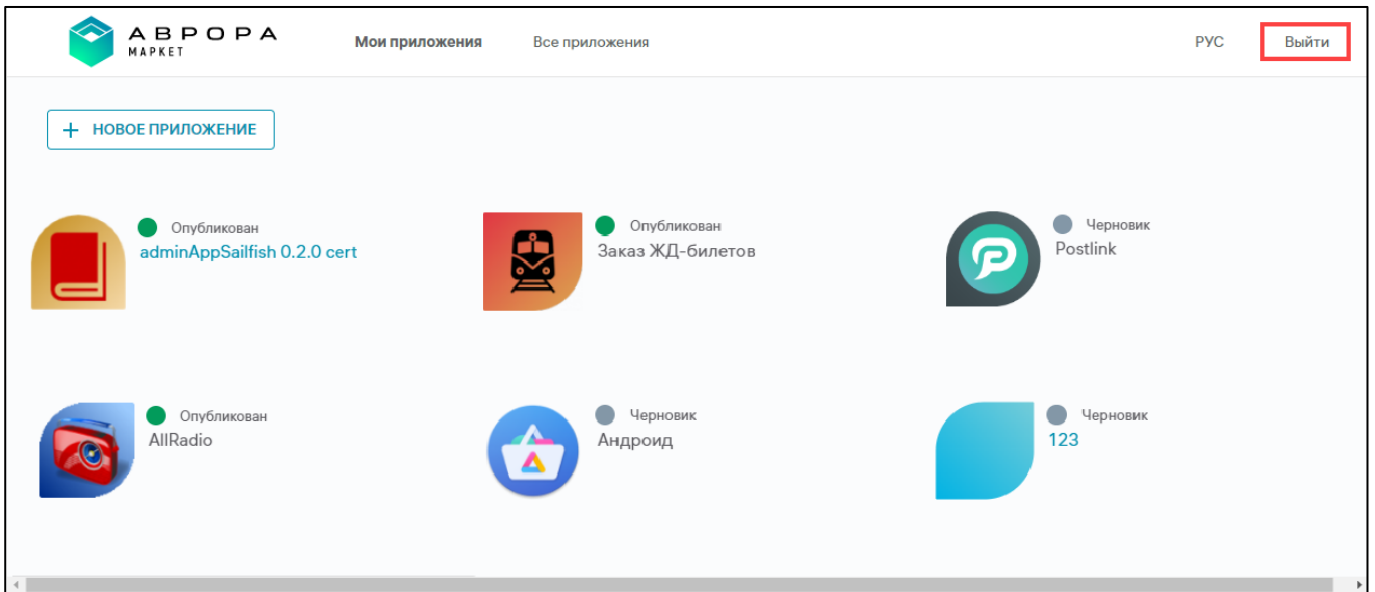 АВРОРА
МАРКЕТ
Мои приложения
Все приложения
РУС
Выйти
+ НОВОЕ ПРИЛОЖЕНИЕ
Опубликован
adminAppSailfish 0.2.0 cert
Опубликован
Заказ ЖД-билетов
Черновик
Postlink
Опубликован
AllRadio
Черновик
Андроид
Черновик
123